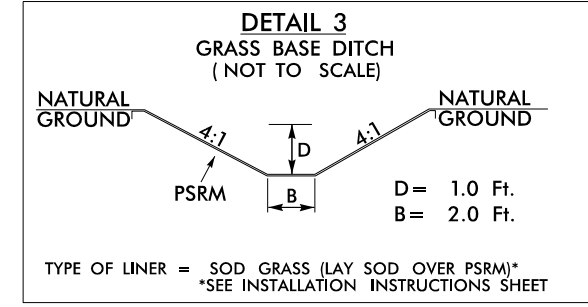 DETAIL 3
GRASS BASE DITCH
( NOT TO SCALE)
NATURAL
GROUND
NATURAL
GROUND
4:1
4:1
D
PSRM
B
D = 1.0 Ft.
B = 2.0 Ft.
TYPE OF LINER = SOD GRASS (LAY SOD OVER PSRM)*
*SEE INSTALLATION INSTRUCTIONS SHEET